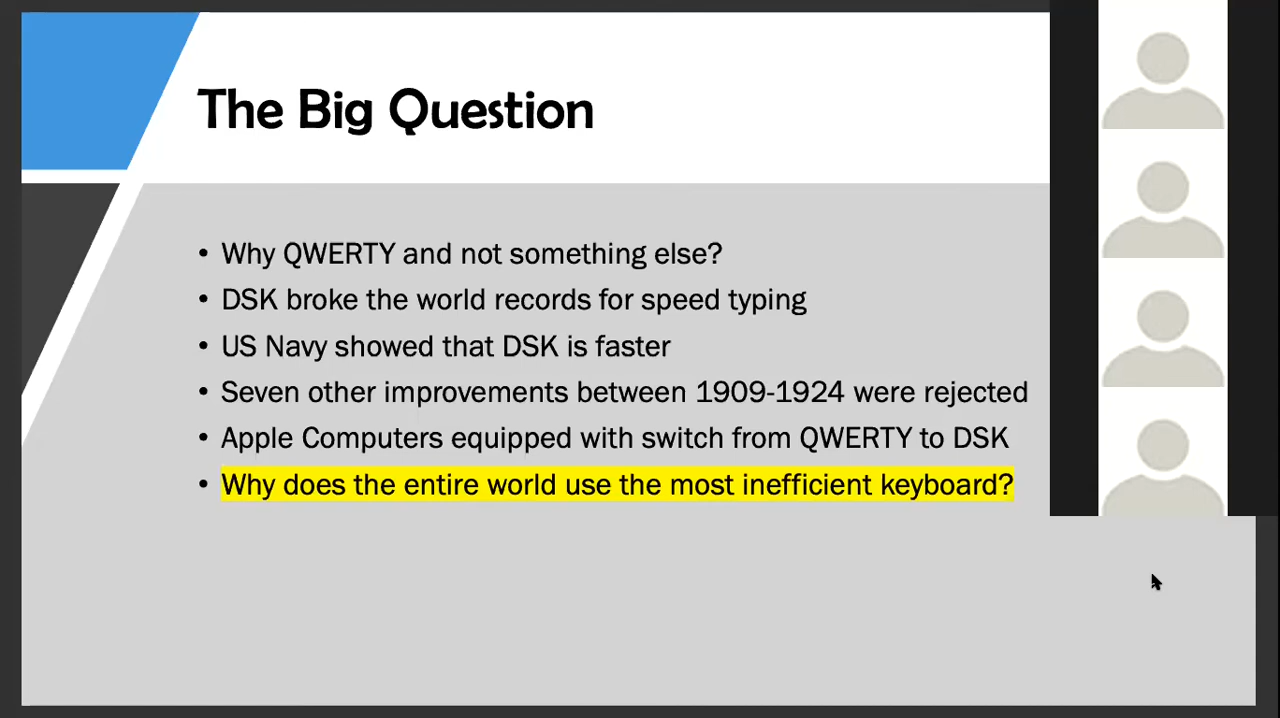 The Big Question
• Why QWERTY and not something else?
• DSK broke the world records for speed typing
• US Navy showed that DSK is faster
• Seven other improvements between 1909-1924 were rejected
• Apple Computers equipped with switch from QWERTY to DSK
• Why does the entire world use the most inefficient keyboard?